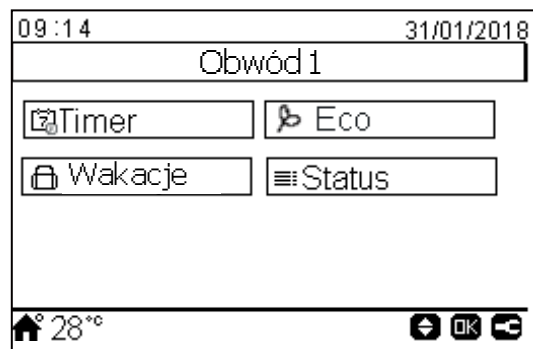 09:14 31/01/2018
Obwód 1
Timer Eco
Wakacje Status
28°C OK